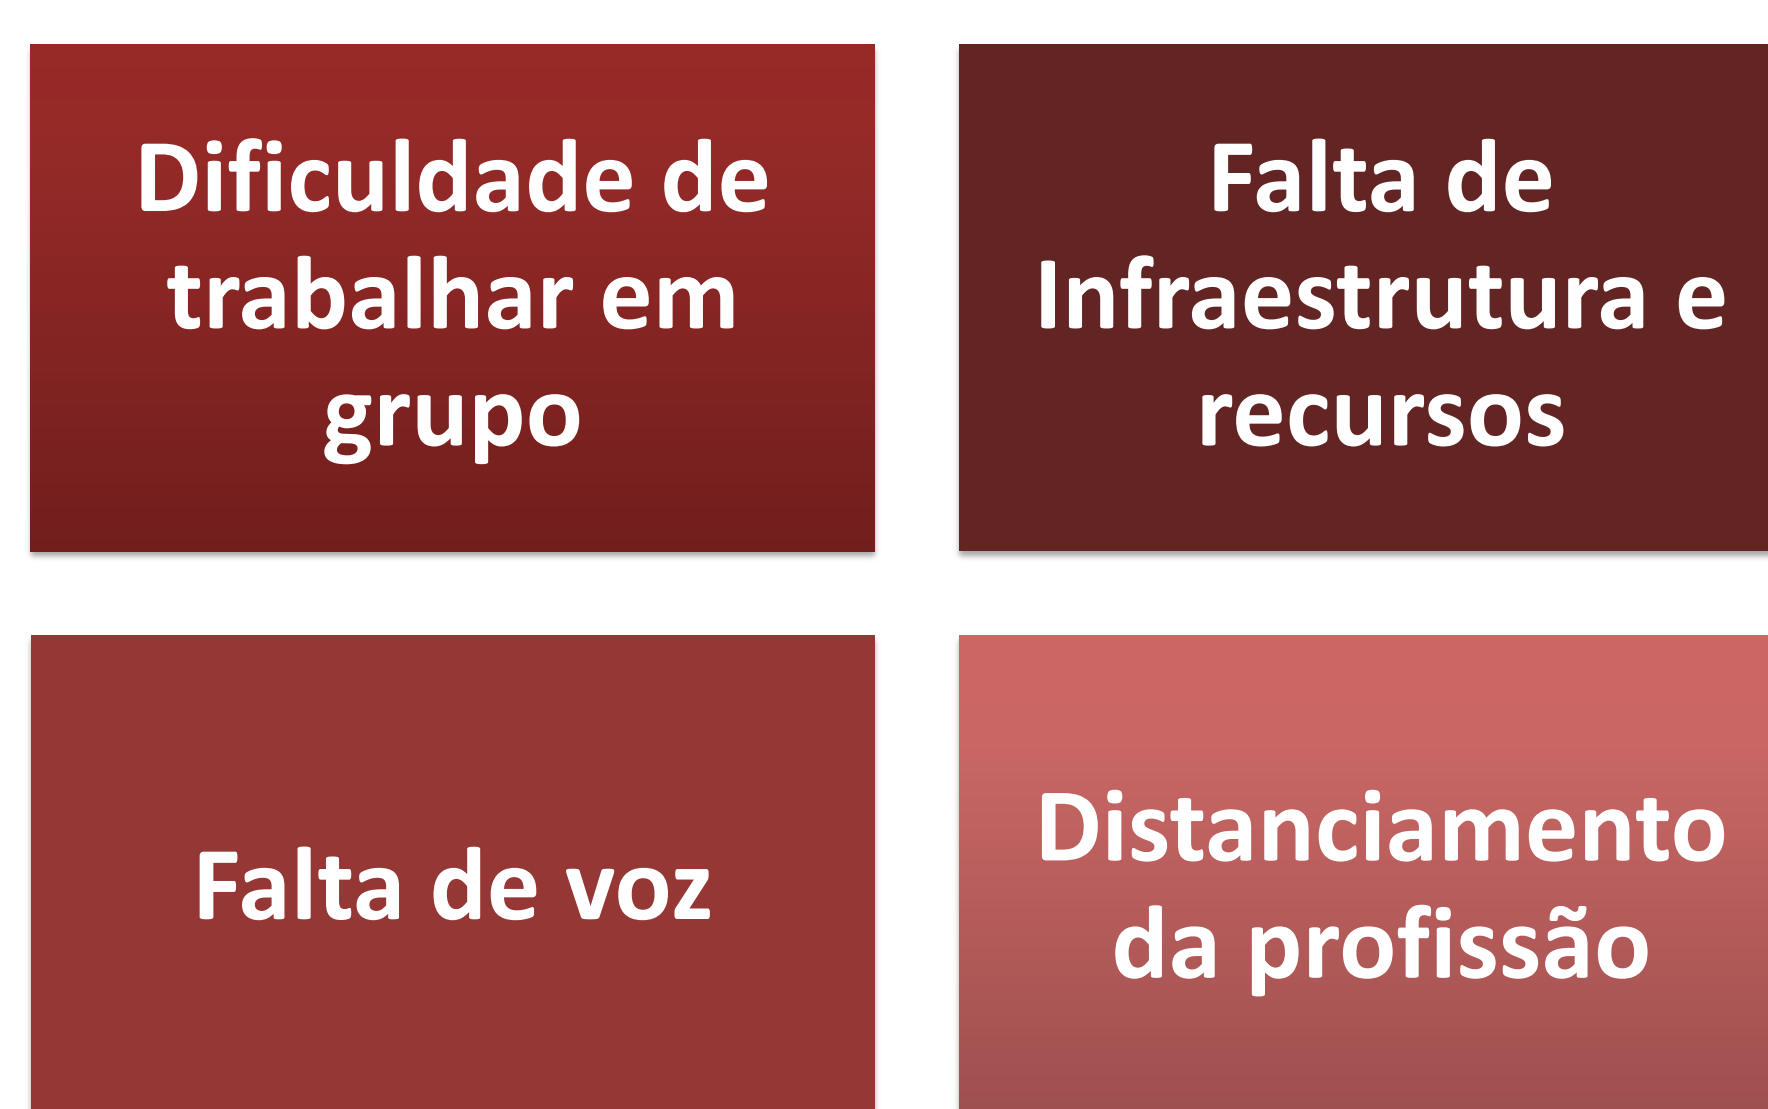 Dificuldade de
trabalhar em
grupo
Falta de
Infraestrutura e
recursos
Falta de voz
Distanciamento
da profissão